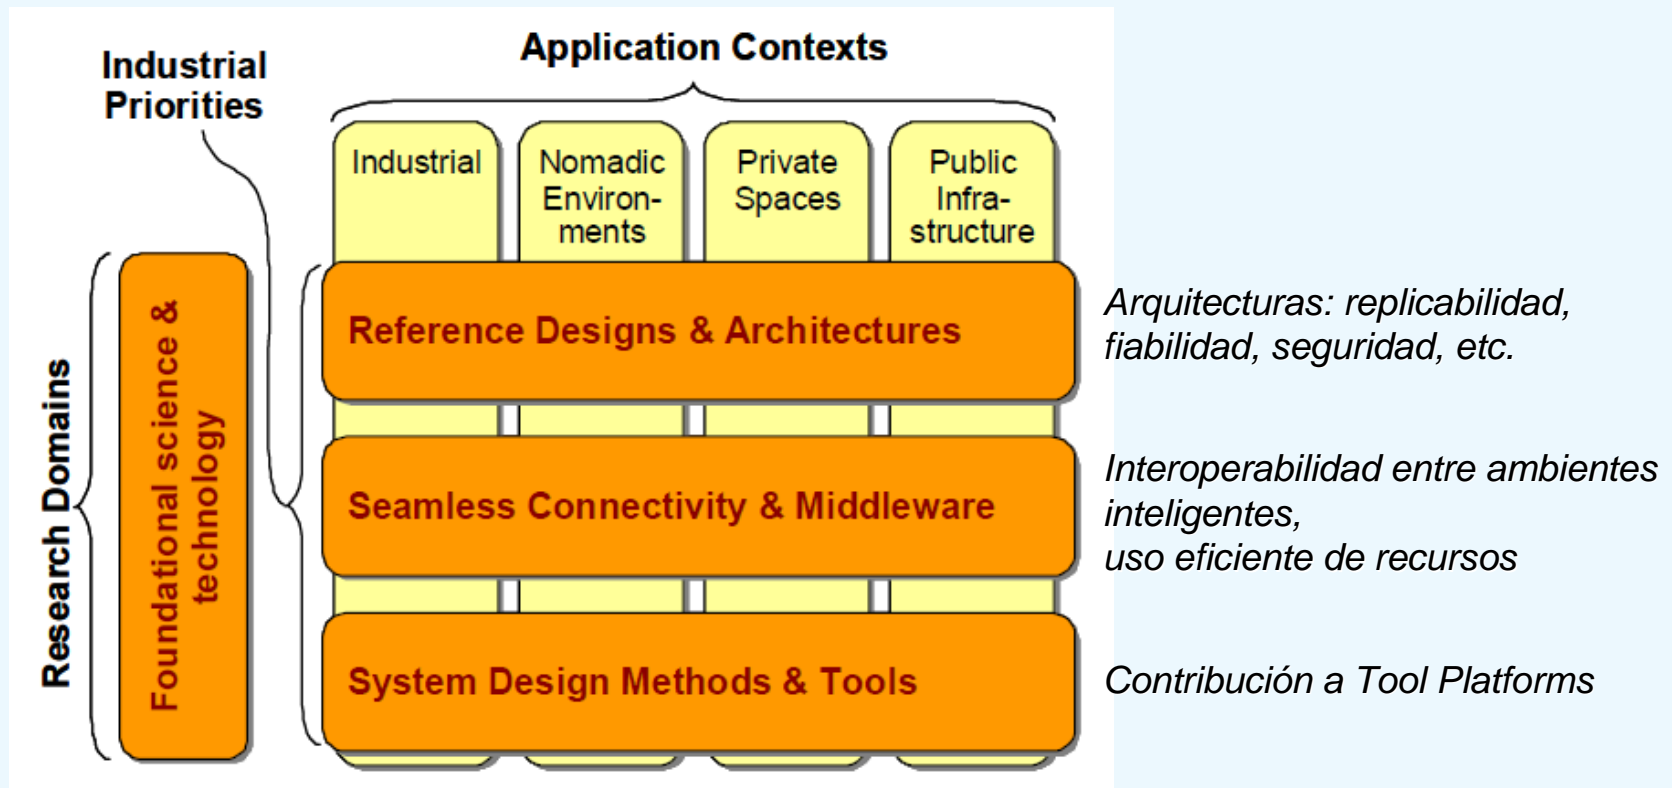 Application Contexts
Industrial
Priorities
Industrial
Nomadic
Environ-
ments
Private
Spaces
Public
Infra-
structure
Research Domains
Foundational science &
technology
Reference Designs & Architectures
Arquitecturas: replicabilidad,
fiabilidad, seguridad, etc.
Seamless Connectivity & Middleware
Interoperabilidad entre ambientes
inteligentes,
uso eficiente de recursos
System Design Methods & Tools
Contribución a Tool Platforms